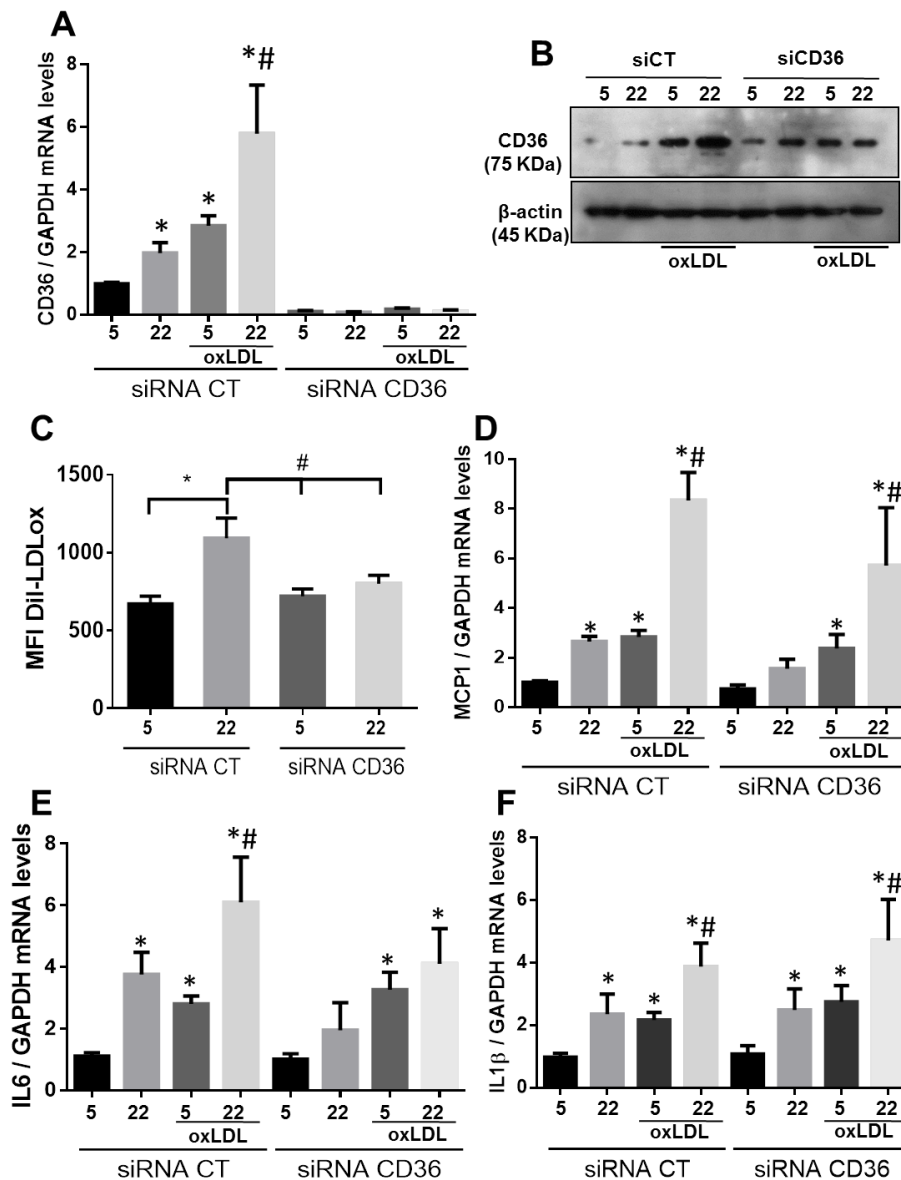 A
CD36 / GAPDH mRNA levels
8
6
4
2
0
*
*
*#
5 22 5 22 5 22 5 22
oxLDL oxLDL
siRNA CT siRNA CD36
B
siCT siCD36
5 22 5 22 5 22 5 22
CD36
(75 KDa)
β-actin
(45 KDa)
oxLDL oxLDL
C
MFI Dil-LDLox
1500
1000
500
0
*
#
5 22 5 22
siRNA CT siRNA CD36
D
MCP1 / GAPDH mRNA levels
10
8
6
4
2
0
* * *# * *#
5 22 5 22 5 22 5 22
oxLDL oxLDL
siRNA CT siRNA CD36
E
IL6 / GAPDH mRNA levels
8
6
4
2
0
* * *# * *
5 22 5 22 5 22 5 22
oxLDL oxLDL
siRNA CT siRNA CD36
F
IL1β / GAPDH mRNA levels
8
6
4
2
0
* * *# * * *#
5 22 5 22 5 22 5 22
oxLDL oxLDL
siRNA CT siRNA CD36